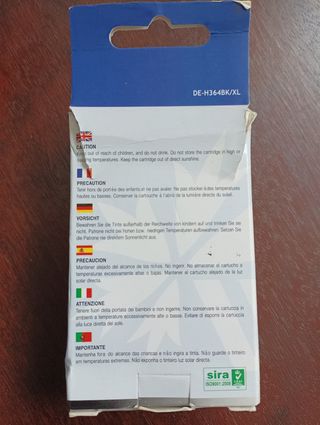 DE-H364BK/XL
CAUTION
Keep out of reach of children, and do not drink. Do not store the cartridge in high or
freezing temperatures. Keep the cartridge out of direct sunshine.
PRECAUTION
Tenir hors de portée des enfants,et ne pas avaler. Ne pas stocker à des températures
hautes ou basses. Conserver la cartouche à l'abri de la lumière directe du soleil.
VORSICHT
Bewahren Sie die Tinte außerhalb der Reichweite von kindern auf und trinken Sie sie
nicht. Patrone nicht bei hohen bzw. niedrigen Temperaturen aufbewahren. Setzen Sie
die Patrone nie direktem Sonnenlicht aus.
PRECAUCION
Mantener alejado del alcance de los niños. No ingerir. No almacenar el cartucho a
temperaturas excesivamente altas o bajas. Mantener el cartucho alejado de la luz
solar directa.
ATTENZIONE
Tenere fuori della portata dei bambini e non ingerire. Non conservare la cartuccia in
ambienti a temperature eccessivamente alte o basse. Evitare di esporre la cartuccia
alla luce diretta del sole.
IMPORTANTE
Mantenha fora do alcance das criancas e não ingira a tinta. Não guarde o tinteiro
em temperaturas extremas. Não exponha o tinteiro luz solar directa.
sira
ISO9001:2008